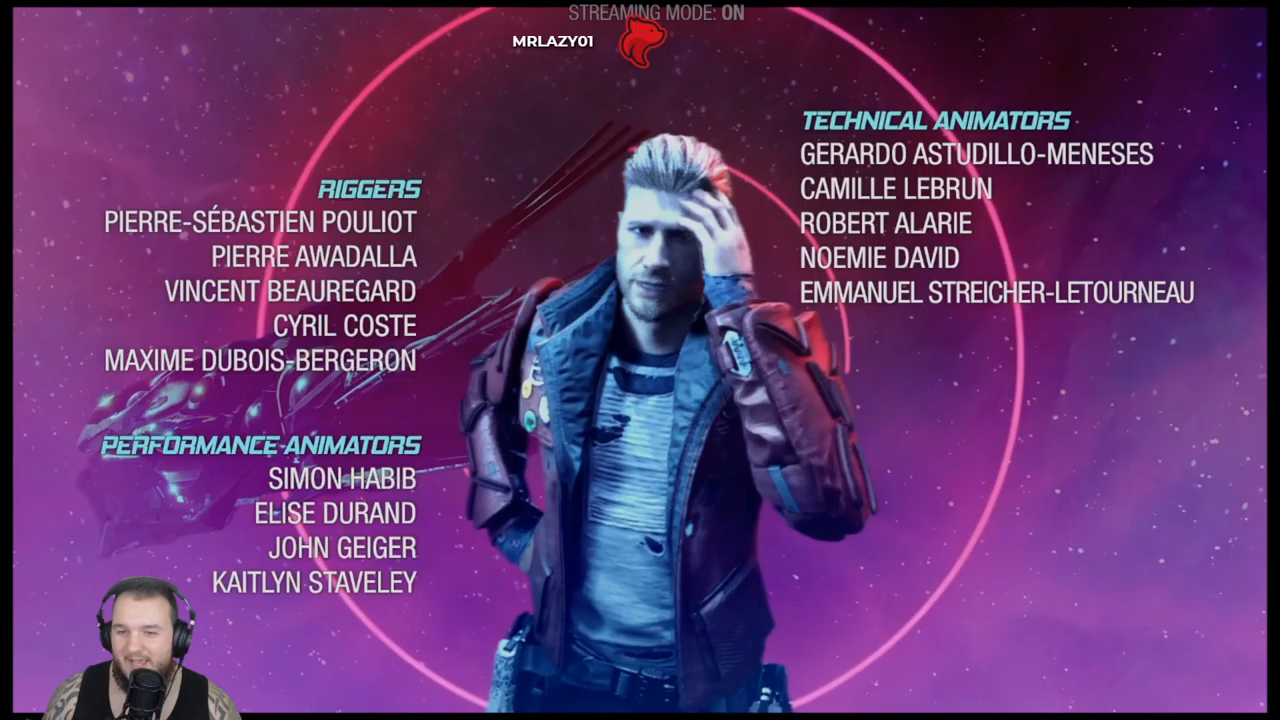 STREAMING MODE: ON
MRLAZY01
RIGGERS
PIERRE-SÉBASTIEN POULIOT
PIERRE AWADALLA
VINCENT BEAUREGARD
CYRIL COSTE
MAXIME DUBOIS-BERGERON
PERFORMANCE ANIMATORS
SIMON HABIB
ELISE DURAND
JOHN GEIGER
KAITLYN STAVELEY
TECHNICAL ANIMATORS
GERARDO ASTUDILLO-MENESES
CAMILLE LEBRUN
ROBERT ALARIE
NOEMIE DAVID
EMMANUEL STREICHER-LETOURNEAU